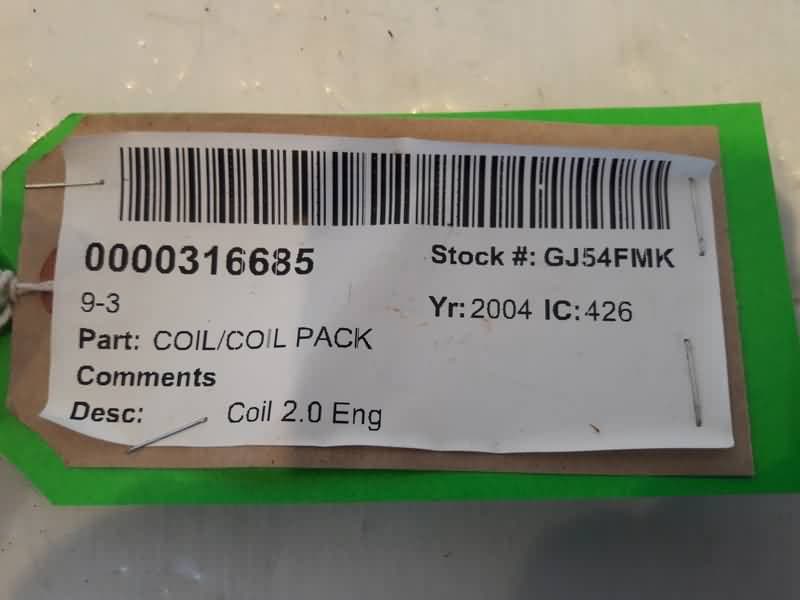 0000316685 Stock #: GJ54FMK
9-3 Yr: 2004 IC: 426
Part: COIL/COIL PACK
Comments
Desc: Coil 2.0 Eng